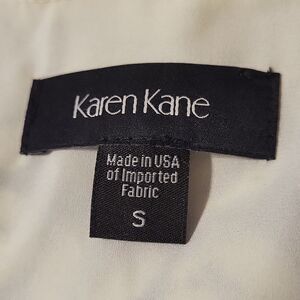 Karen Kane
Made in USA
of Imported
Fabric
S